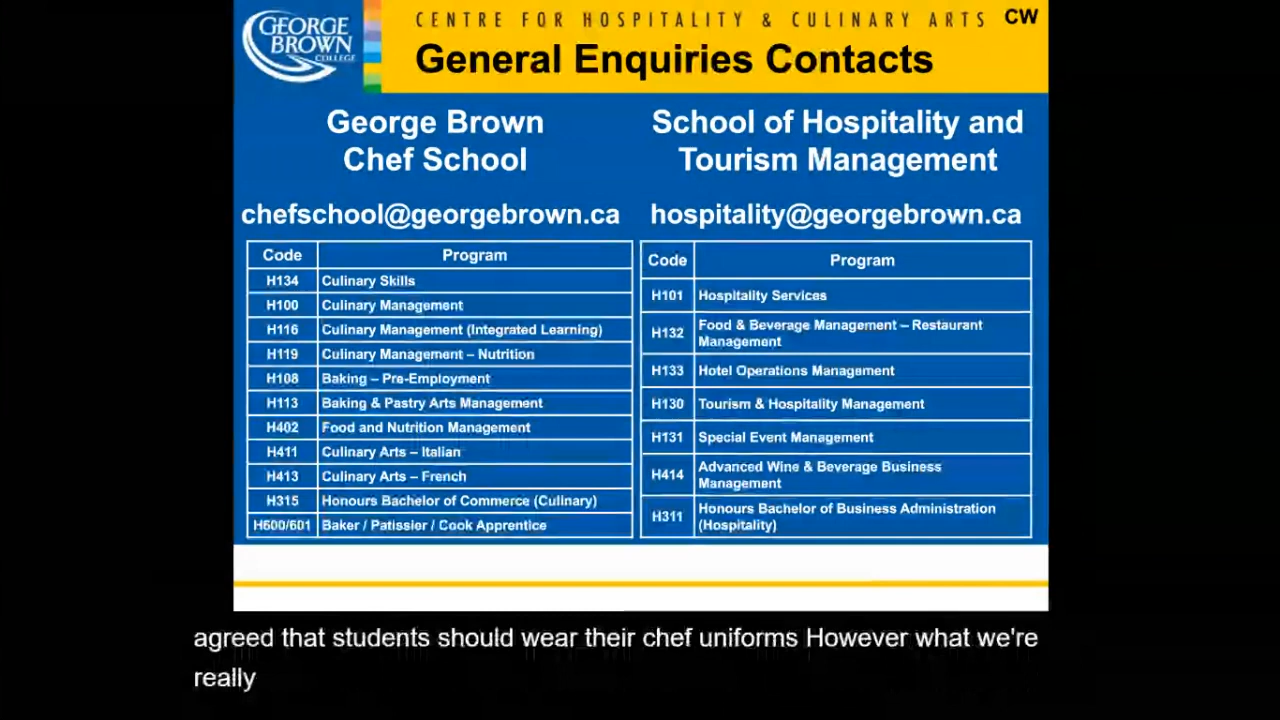 GEORGE
BROWN
COLLEGE
CENTRE FOR HOSPITALITY & CULINARY ARTS CW
General Enquiries Contacts
George Brown
Chef School
chefschool@georgebrown.ca
Code Program
H134 Culinary Skills
H100 Culinary Management
H116 Culinary Management (Integrated Learning)
H119 Culinary Management – Nutrition
H108 Baking – Pre-Employment
H113 Baking & Pastry Arts Management
H402 Food and Nutrition Management
H411 Culinary Arts – Italian
H413 Culinary Arts – French
H315 Honours Bachelor of Commerce (Culinary)
H600/601 Baker / Patissier / Cook Apprentice
School of Hospitality and
Tourism Management
hospitality@georgebrown.ca
Code Program
H101 Hospitality Services
H132 Food & Beverage Management – Restaurant
Management
H133 Hotel Operations Management
H130 Tourism & Hospitality Management
H131 Special Event Management
H414 Advanced Wine & Beverage Business
Management
H311 Honours Bachelor of Business Administration
(Hospitality)
agreed that students should wear their chef uniforms However what we're
really